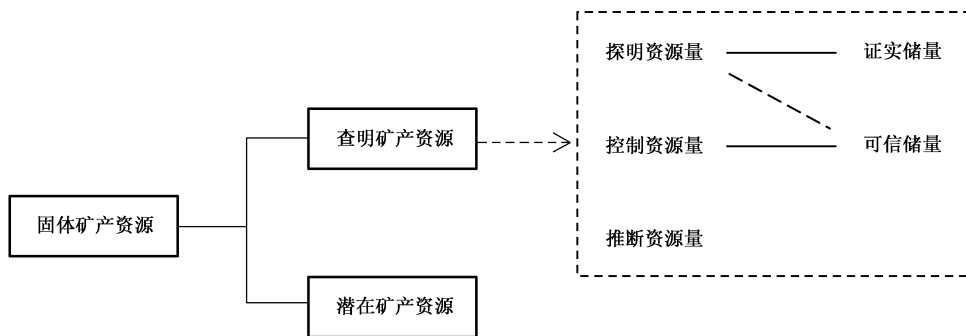 探明资源量
证实储量
查明矿产资源
控制资源量
可信储量
固体矿产资源
推断资源量
潜在矿产资源